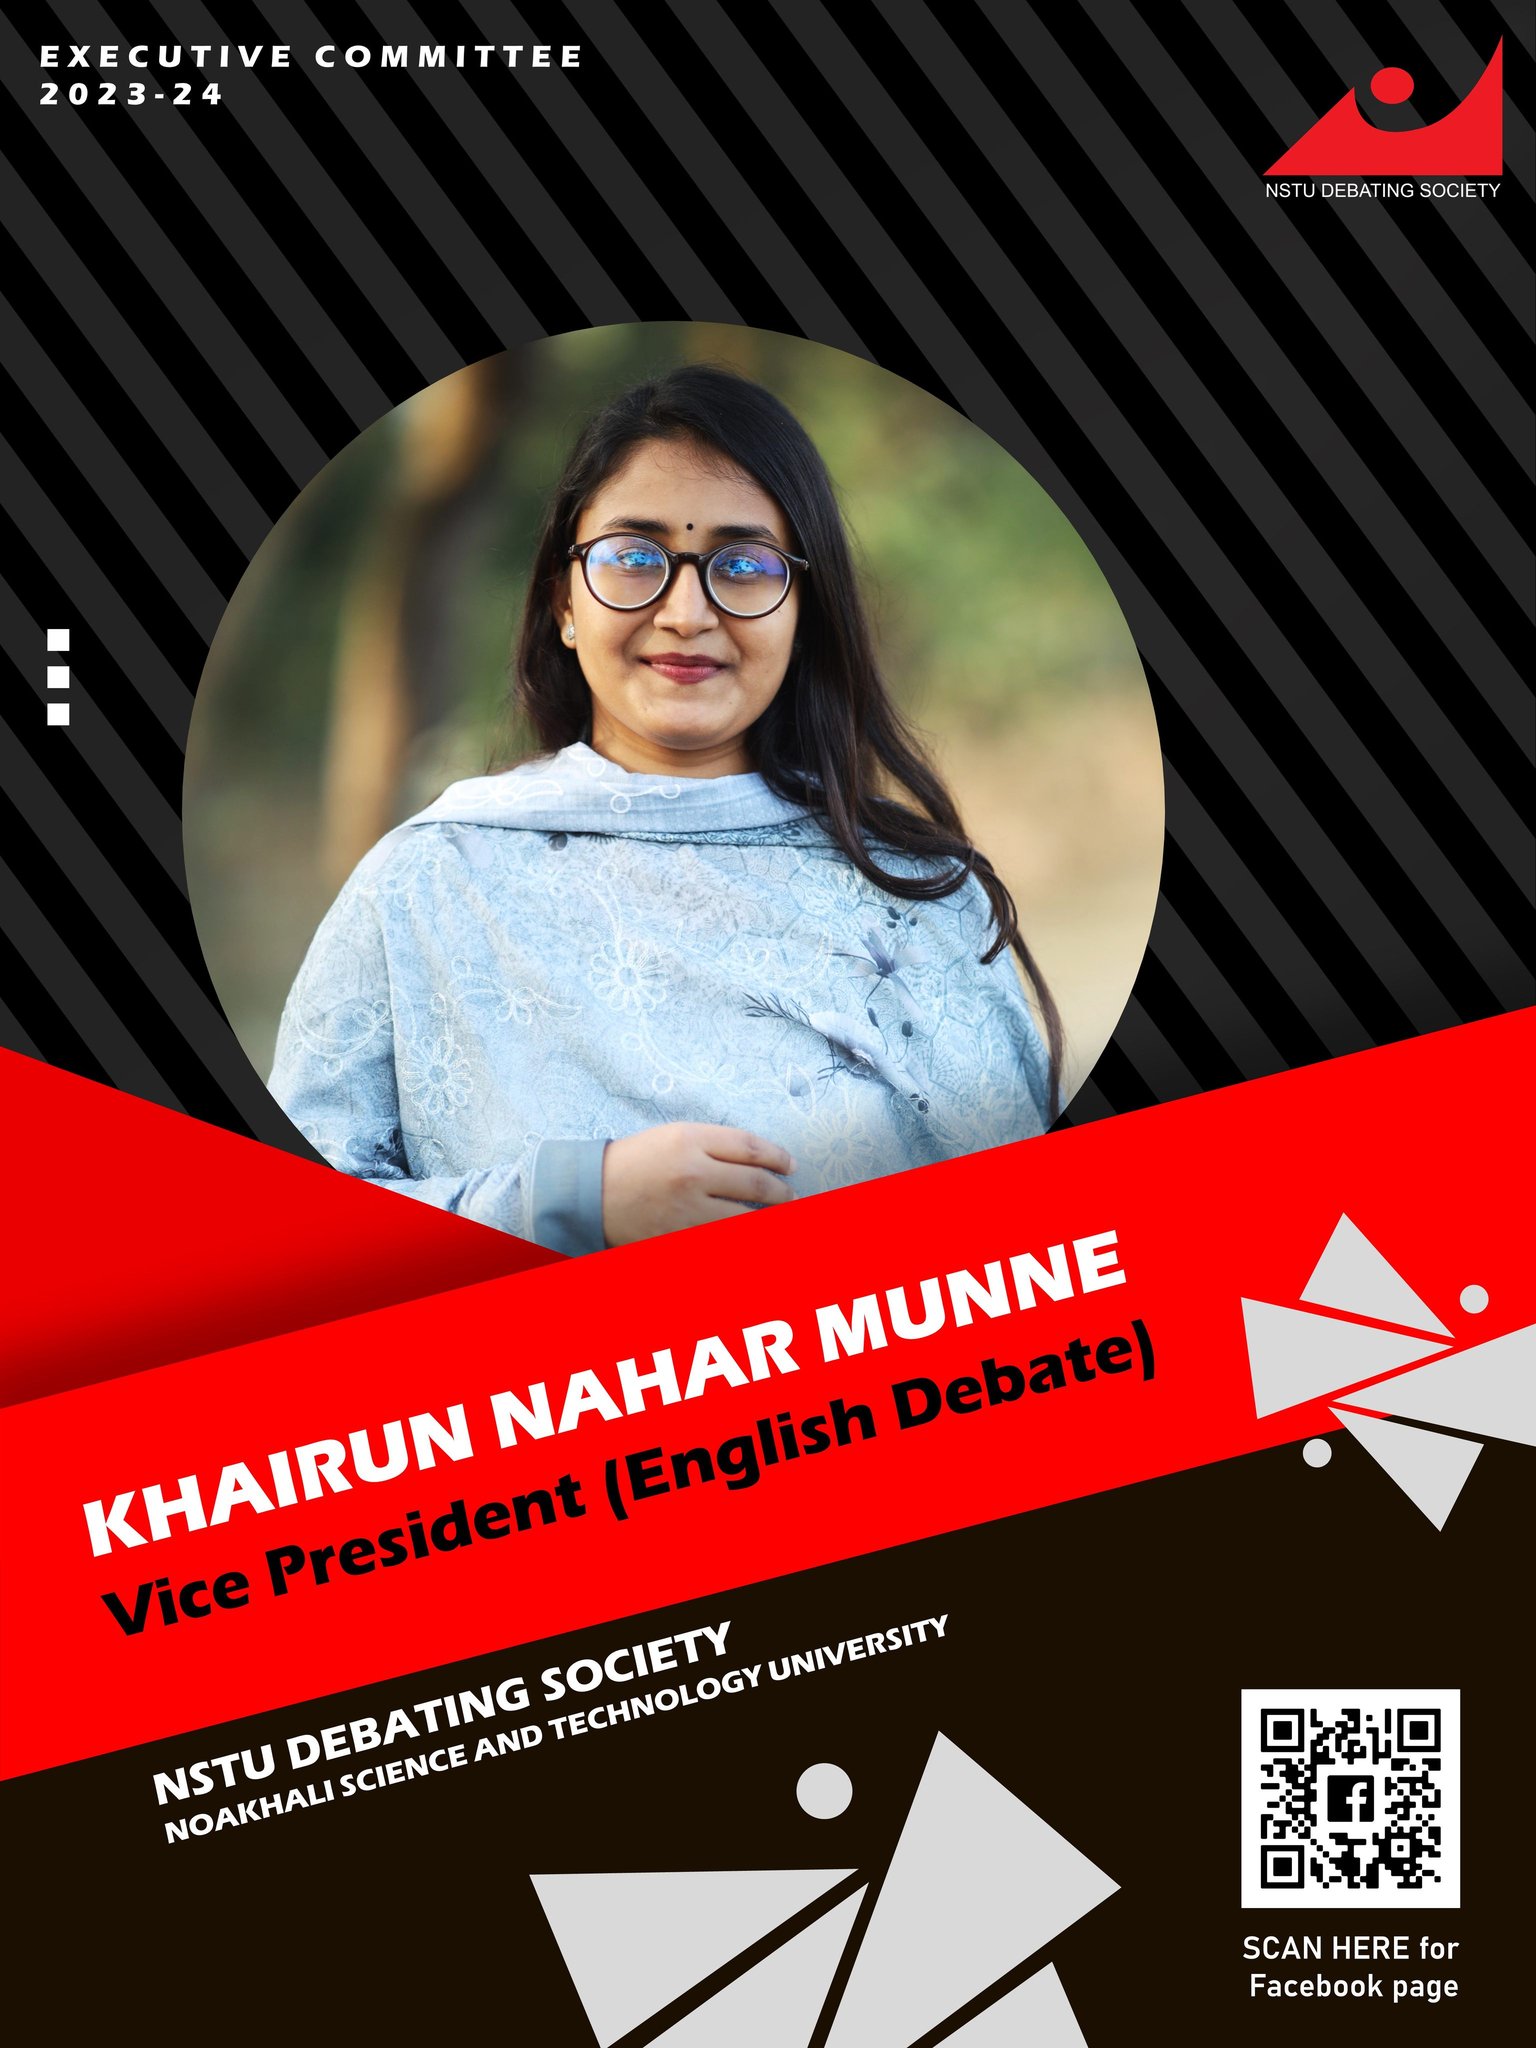 EXECUTIVE COMMITTEE
2023-24
NSTU DEBATING SOCIETY
KHAIRUN NAHAR MUNNE
Vice President (English Debate)
NSTU DEBATING SOCIETY
NOAKHALI SCIENCE AND TECHNOLOGY UNIVERSITY
SCAN HERE for
Facebook page